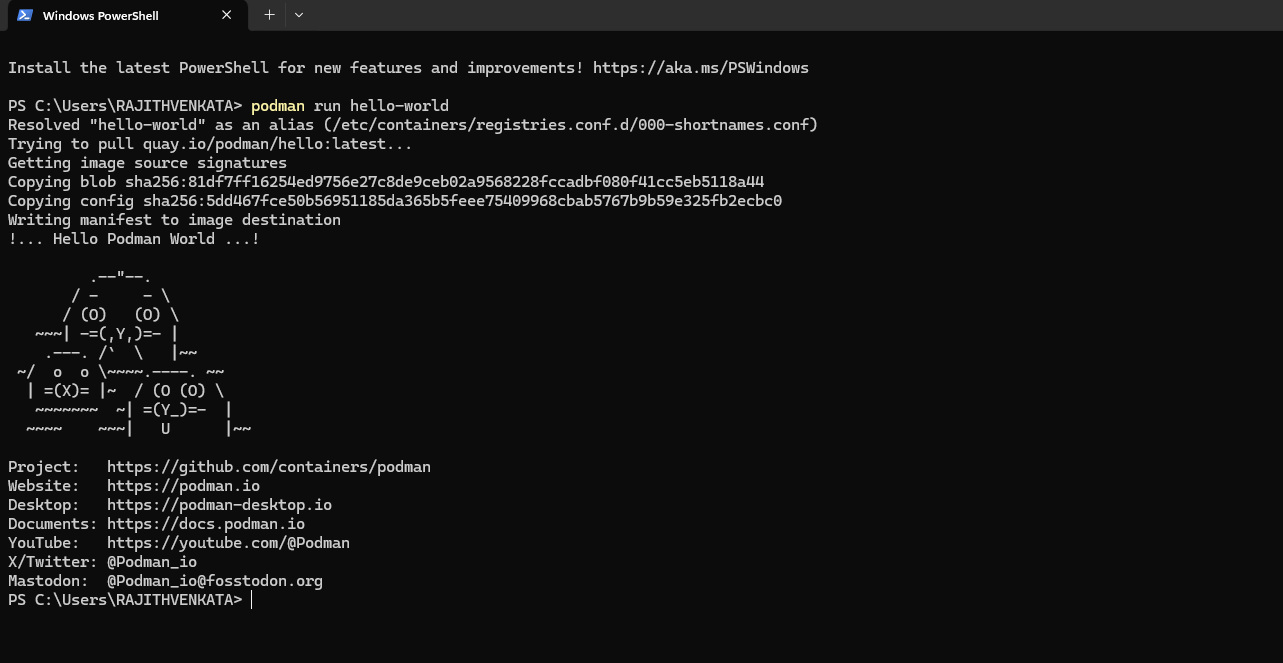 Windows PowerShell
Install the latest PowerShell for new features and improvements! https://aka.ms/PSWindows
PS C:\Users\RAJITHVENKATA> podman run hello-world
Resolved "hello-world" as an alias (/etc/containers/registries.conf.d/000-shortnames.conf)
Trying to pull quay.io/podman/hello:latest...
Getting image source signatures
Copying blob sha256:81df7ff16254ed9756e27c8de9ceb02a9568228fccadbf080f41cc5eb5118a44
Copying config sha256:5dd467fce50b56951185da365b5feee75409968cbab5767b9b59e325fb2ecbc0
Writing manifest to image destination
!... Hello Podman World ...!

         .--"--.
       / -     - \
      / (O)   (O) \
   ~~~| -=(,Y,)=- |
    .---. /`  \   |~~
 ~/  o  o \~~~~.----. ~~
  | =(X)= |~  / (O (O) \
   ~~~~~~~  ~| =(Y_)=-  |
  ~~~~    ~~~|   U      |~~

Project:   https://github.com/containers/podman
Website:   https://podman.io
Desktop:   https://podman-desktop.io
Documents: https://docs.podman.io
YouTube:   https://youtube.com/@Podman
X/Twitter: @Podman_io
Mastodon:  @Podman_io@fosstodon.org
PS C:\Users\RAJITHVENKATA>